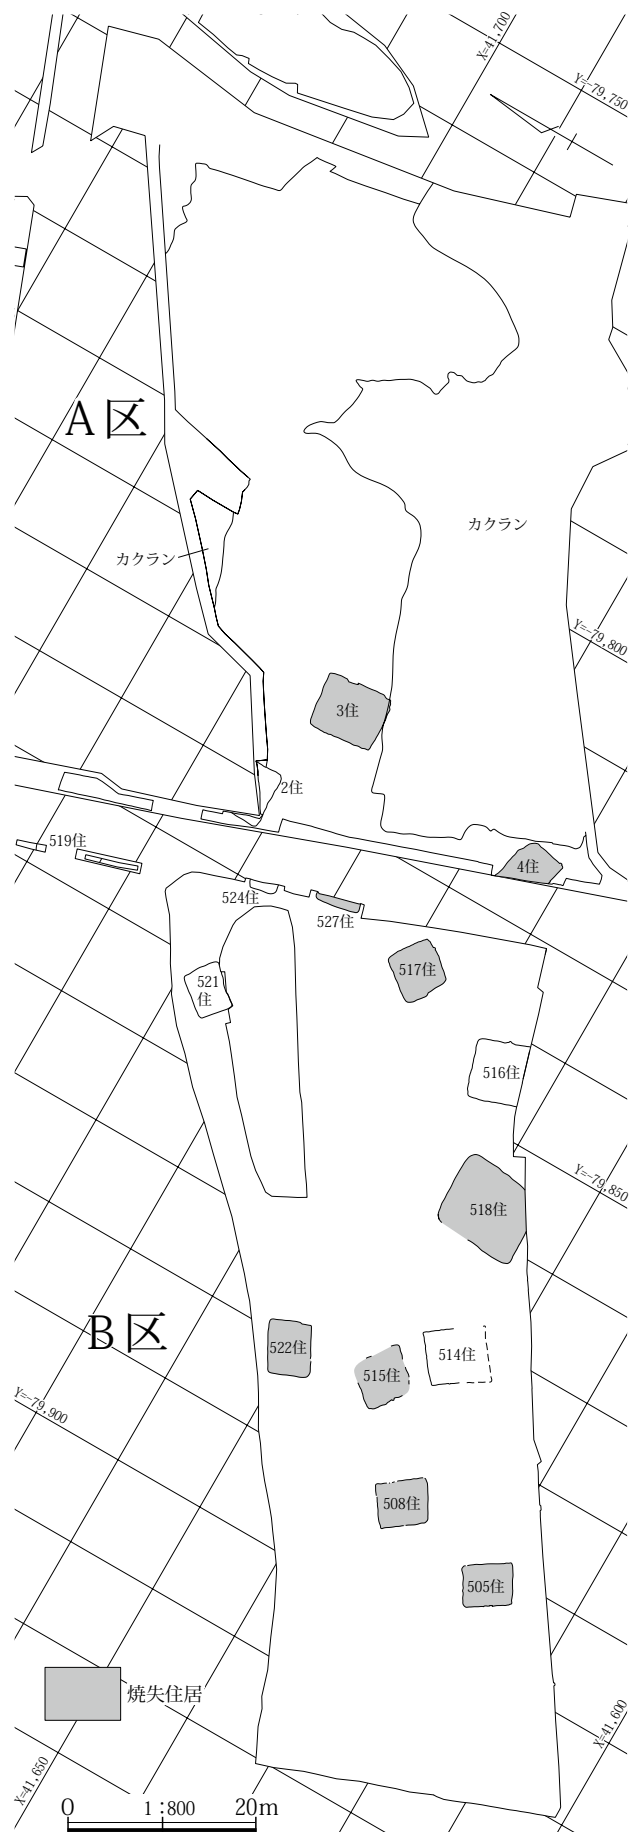 X=41,700
Y=-79,750
A区
カクラン
カクラン
Y=-79,800
3住
2住
519住
4住
524住
527住
521
住
517住
516住
Y=-79,850
518住
B区
522住
514住
515住
Y=-79,900
508住
505住
焼失住居
X=41,600
X=41,650
0 1:800 20m